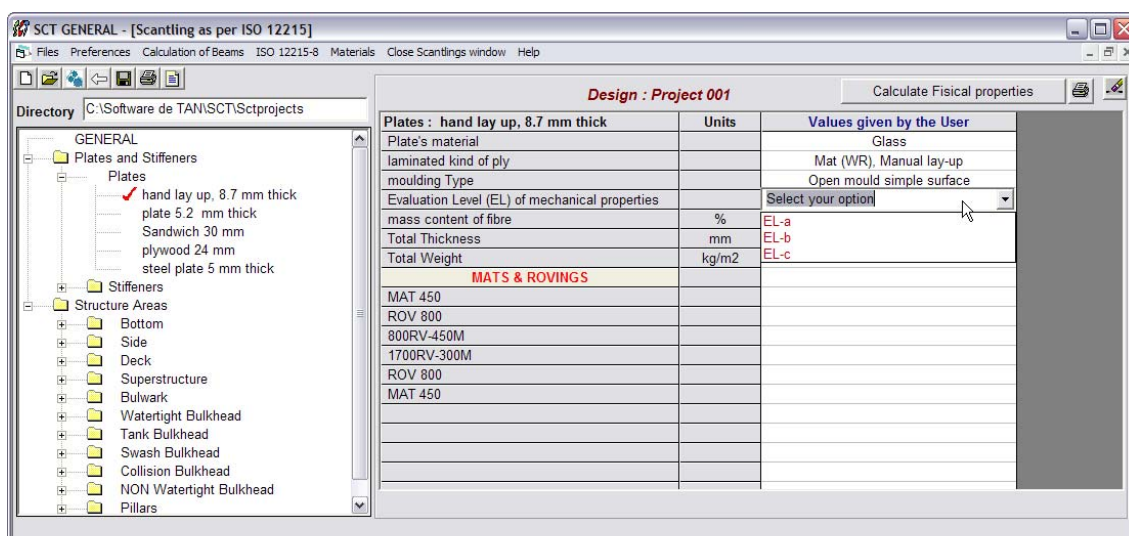 SCT GENERAL - [Scantling as per ISO 12215]
Files Preferences Calculation of Beams ISO 12215-8 Materials Close Scantlings window Help
Directory C:\Software de TAN\SCT\Sctprojects
GENERAL
Plates and Stiffeners
Plates
hand lay up, 8.7 mm thick
plate 5.2 mm thick
Sandwich 30 mm
plywood 24 mm
steel plate 5 mm thick
Stiffeners
Structure Areas
Bottom
Side
Deck
Superstructure
Bulwark
Watertight Bulkhead
Tank Bulkhead
Swash Bulkhead
Collision Bulkhead
NON Watertight Bulkhead
Pillars
Design : Project 001
Calculate Fisical properties
Plates : hand lay up, 8.7 mm thick Units Values given by the User
Plate's material Glass
laminated kind of ply Mat (WR), Manual lay-up
moulding Type Open mould simple surface
Evaluation Level (EL) of mechanical properties Select your option
mass content of fibre % EL-a
Total Thickness mm EL-b
Total Weight kg/m2 EL-c
MATS & ROVINGS
MAT 450
ROV 800
800RV-450M
1700RV-300M
ROV 800
MAT 450